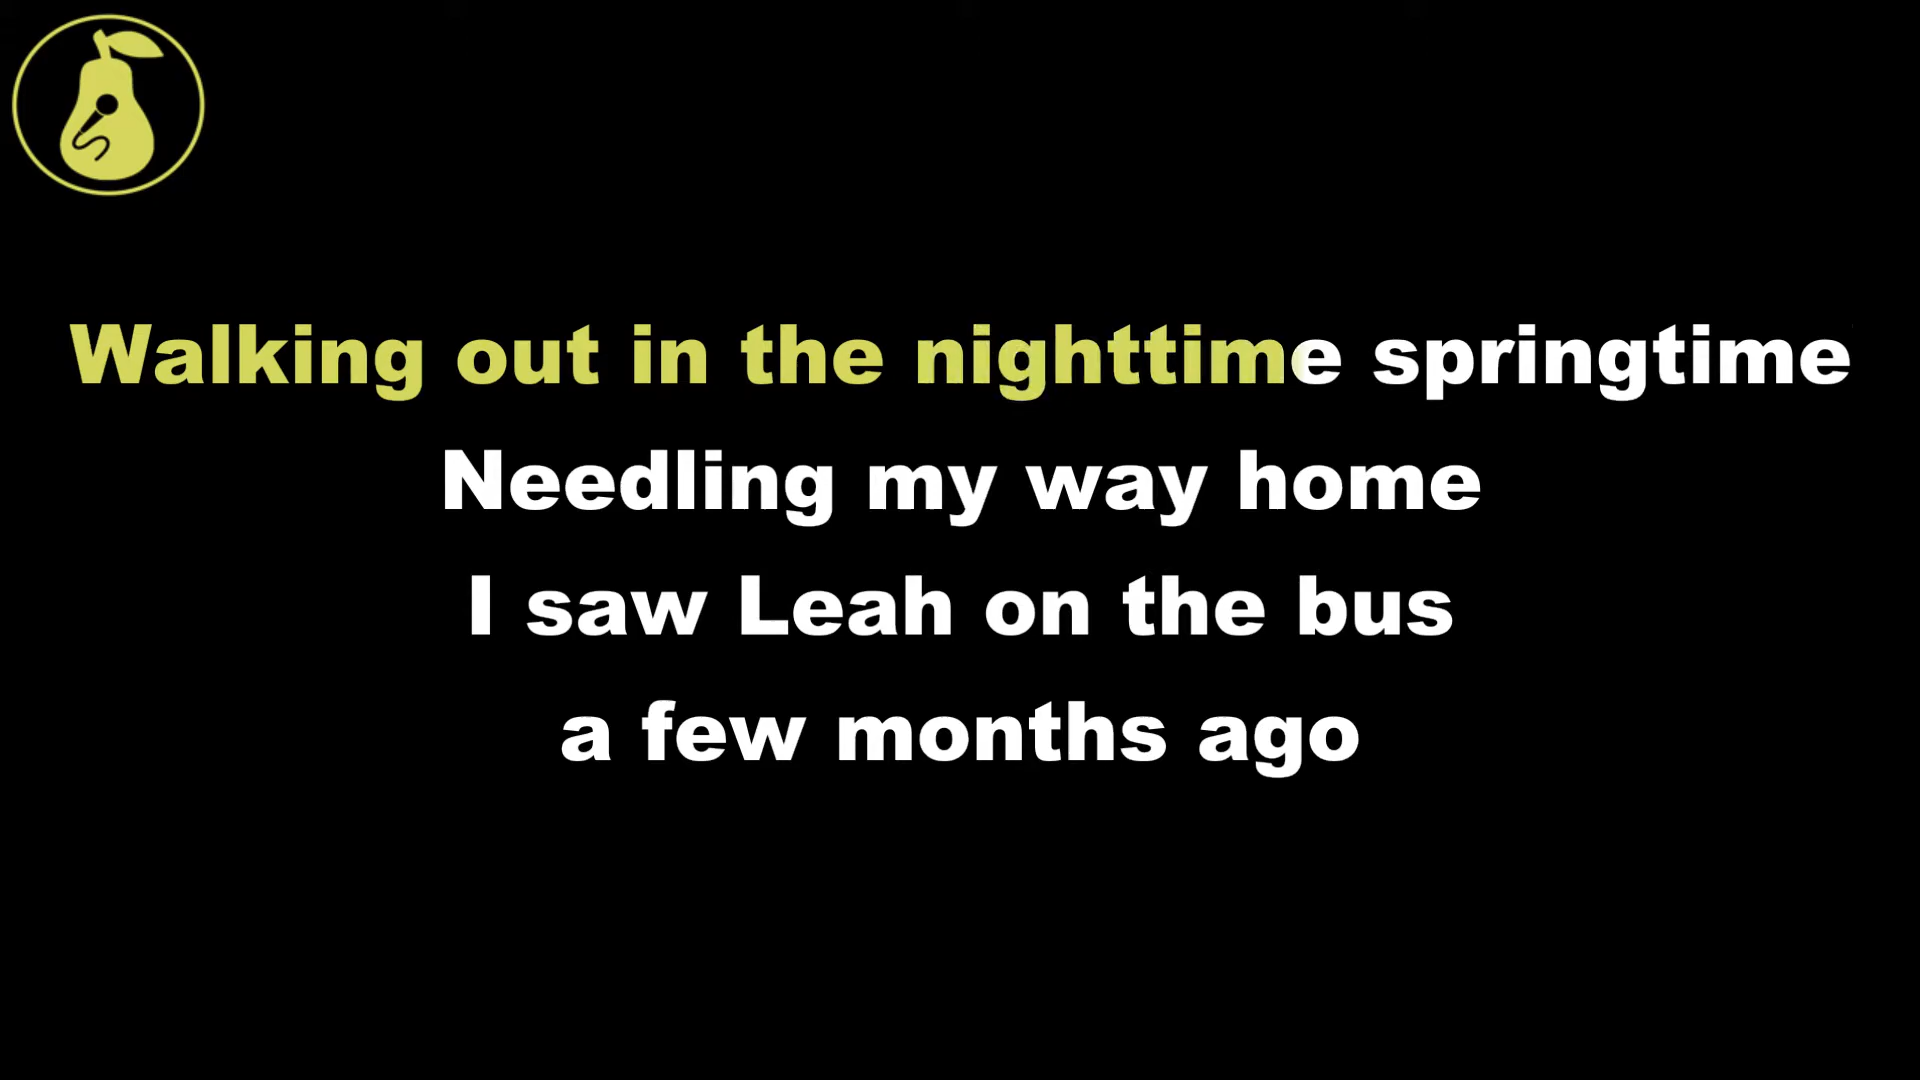 Walking out in the nighttime springtime
Needling my way home
I saw Leah on the bus
a few months ago